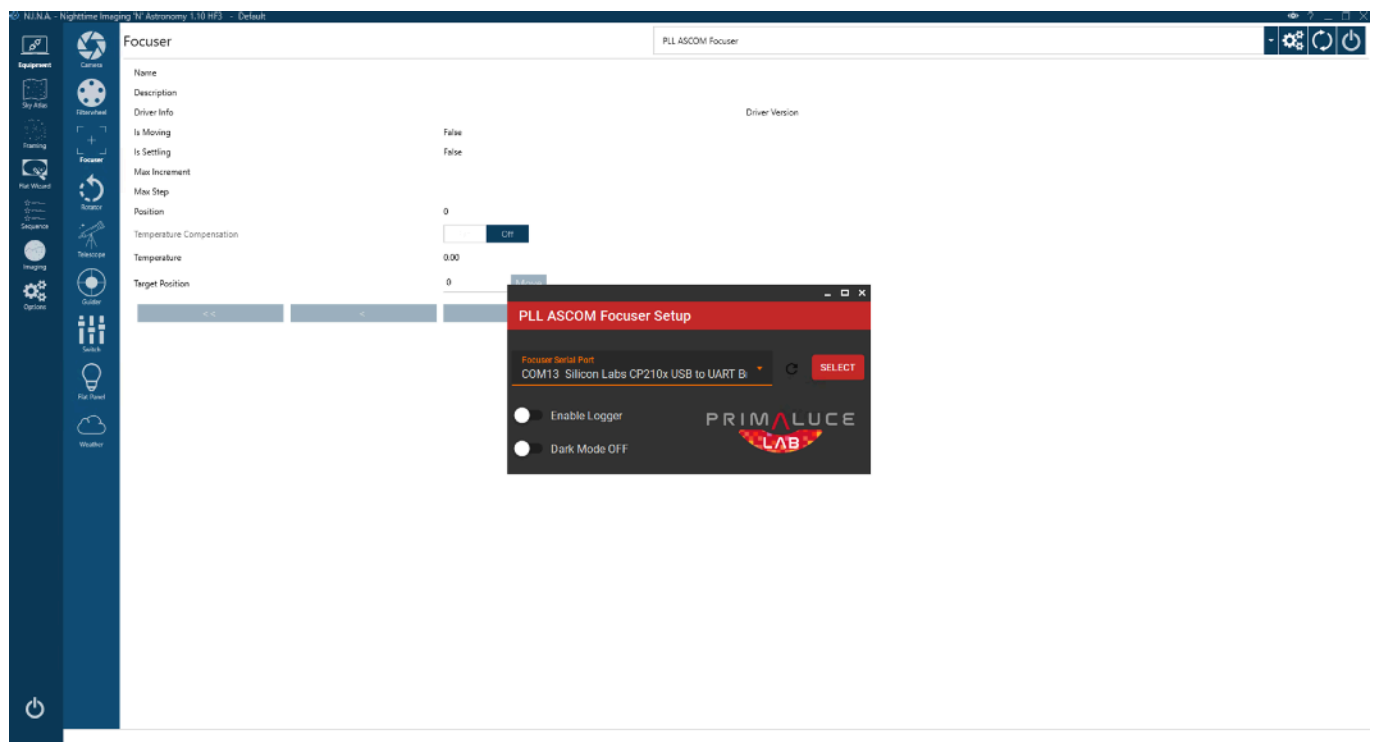 N.I.N.A. - Nighttime Imaging 'N' Astronomy 1.10 HF3 - Default
Equipment
Sky Atlas
Framing
Flat Wizard
Sequence
Imaging
Options
Camera
Filterwheel
Focuser
Rotator
Telescope
Guider
Switch
Flat Panel
Weather
Focuser
PLL ASCOM Focuser
Name
Description
Driver Info
Driver Version
Is Moving
False
Is Settling
False
Max Increment
Max Step
Position
0
Temperature Compensation
Off
Temperature
0.00
Target Position
0
<<
<
PLL ASCOM Focuser Setup
Focuser Serial Port
COM13 Silicon Labs CP210x USB to UART B
SELECT
Enable Logger
Dark Mode OFF
PRIMALUCE
LAB